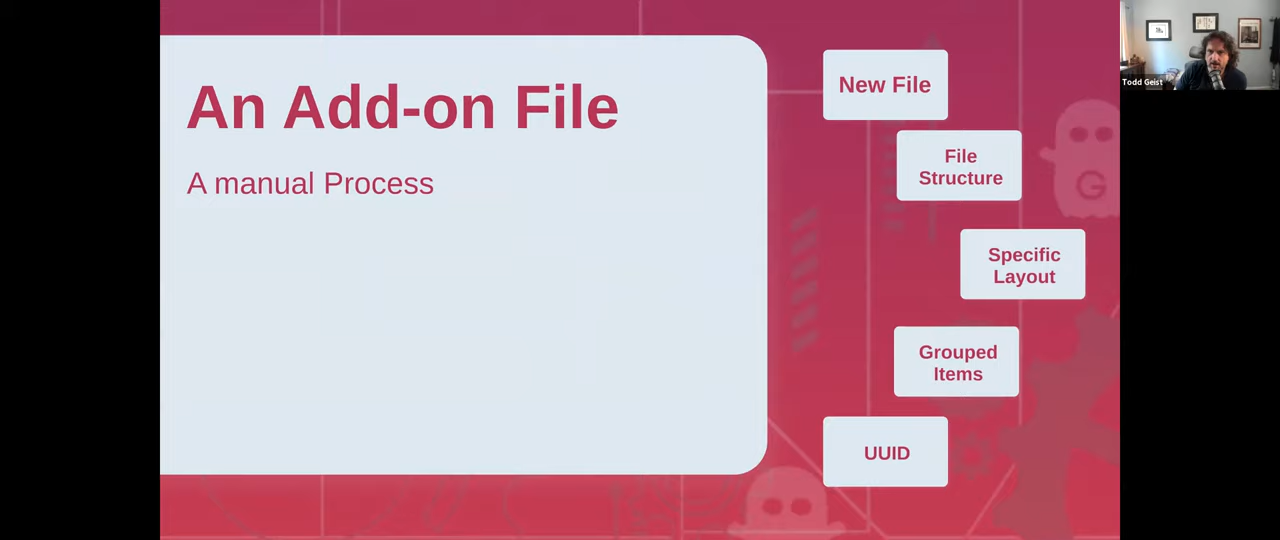 An Add-on File
A manual Process
New File
File
Structure
Specific
Layout
Grouped
Items
UUID
G
Todd Geist